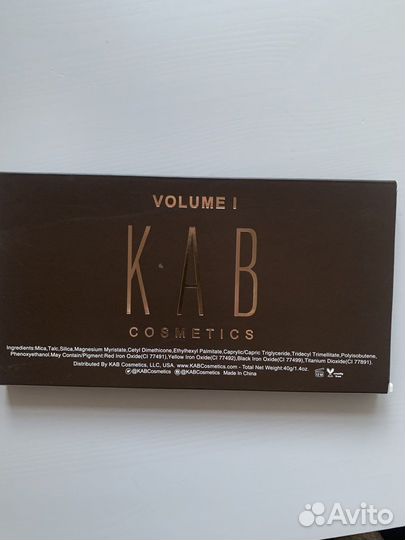 VOLUME I
KAB
COSMETICS
Ingredients:Mica,Talc,Silica,Magnesium Myristate,Cetyl Dimethicone,Ethylhexyl Palmitate,Caprylic/Capric Triglyceride,Tridecyl Trimellitate,Polyisobutene,
Phenoxyethanol.May Contain/Pigment:Red Iron Oxide(CI 77491),Yellow Iron Oxide(CI 77492),Black Iron Oxide(CI 77499),Titanium Dioxide(CI 77891).
Distributed By KAB Cosmetics, LLC, USA. www.KABCosmetics.com - Total Net Weight:40g/1.4oz.
@KABCosmetics @KABCosmetics Made In China
Avito